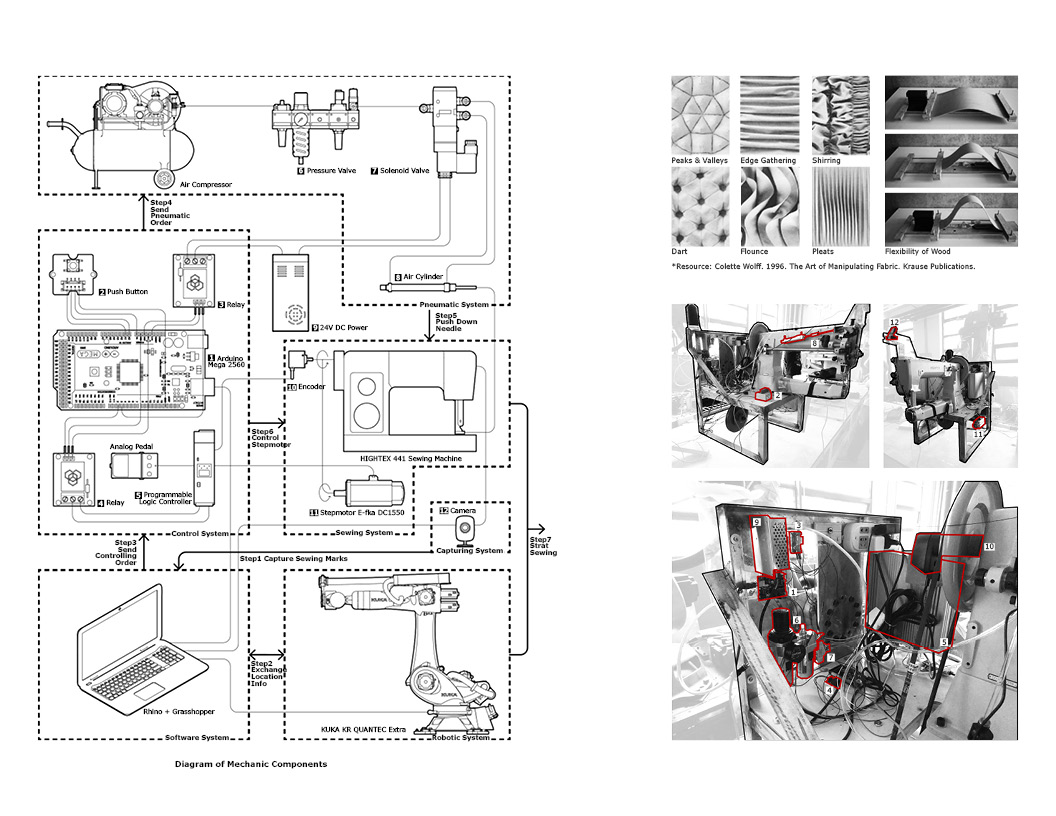 Air Compressor
6 Pressure Valve
7 Solenoid Valve
Step4
Send
Pneumatic
Order
2 Push Button
3 Relay
8 Air Cylinder
Pneumatic System
9 24V DC Power
Step5
Push Down
Needle
1 Arduino
Mega 2560
10 Encoder
Step6
Control
Stepmotor
HIGHTEX 441 Sewing Machine
Analog Pedal
4 Relay
5 Programmable
Logic Controller
11 Stepmotor E-fka DC1550
12 Camera
Control System
Sewing System
Capturing System
Step7
Strat
Sewing
Step3
Send
Controlling
Order
Step1 Capture Sewing Marks
Step2
Exchange
Location
Info
Rhino + Grasshopper
Software System
KUKA KR QUANTEC Extra
Robotic System
Diagram of Mechanic Components
Peaks & Valleys
Edge Gathering
Shirring
Dart
Flounce
Pleats
Flexibility of Wood
*Resource: Colette Wolff. 1996. The Art of Manipulating Fabric. Krause Publications.
8
2
12
11
9
3
10
1
6
7
5
4